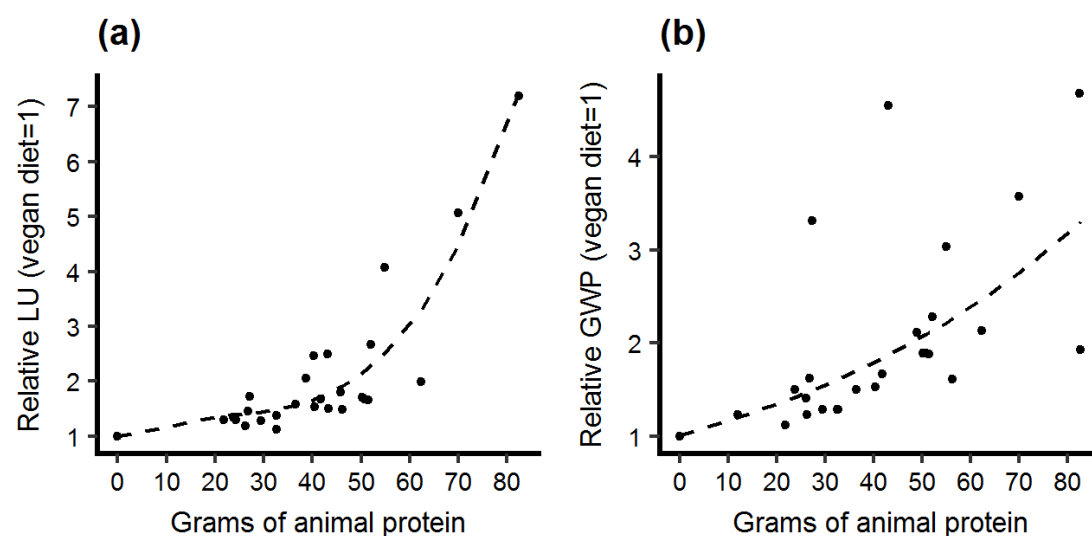 (a)
Relative LU (vegan diet=1)
7
6
5
4
3
2
1
0 10 20 30 40 50 60 70 80
Grams of animal protein
(b)
Relative GWP (vegan diet=1)
4
3
2
1
0 10 20 30 40 50 60 70 80
Grams of animal protein